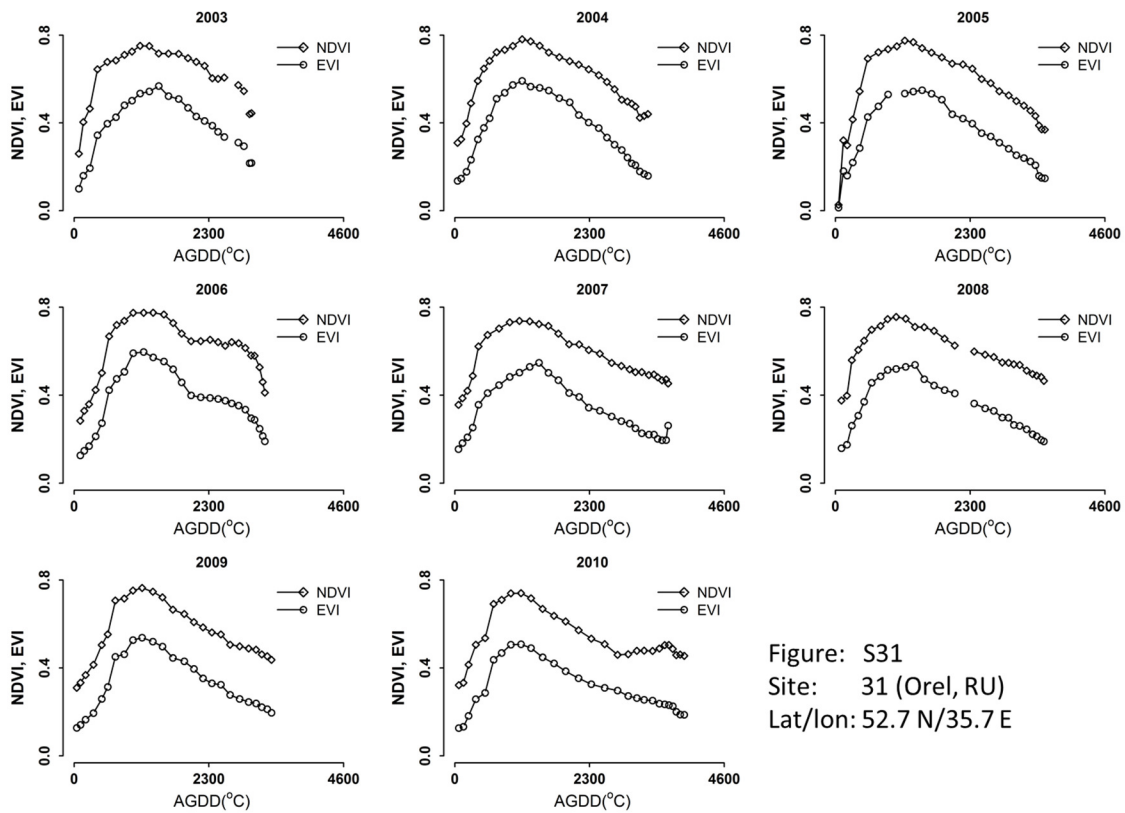 2003
NDVI, EVI
0.8
0.4
0.0
NDVI
EVI
0
2300
4600
AGDD(°C)
2004
NDVI, EVI
0.8
0.4
0.0
NDVI
EVI
0
2300
4600
AGDD(°C)
2005
NDVI, EVI
0.8
0.4
0.0
NDVI
EVI
0
2300
4600
AGDD(°C)
2006
NDVI, EVI
0.8
0.4
0.0
NDVI
EVI
0
2300
4600
AGDD(°C)
2007
NDVI, EVI
0.8
0.4
0.0
NDVI
EVI
0
2300
4600
AGDD(°C)
2008
NDVI, EVI
0.8
0.4
0.0
NDVI
EVI
0
2300
4600
AGDD(°C)
2009
NDVI, EVI
0.8
0.4
0.0
NDVI
EVI
0
2300
4600
AGDD(°C)
2010
NDVI, EVI
0.8
0.4
0.0
NDVI
EVI
0
2300
4600
AGDD(°C)
Figure: S31
Site: 31 (Orel, RU)
Lat/lon: 52.7 N/35.7 E